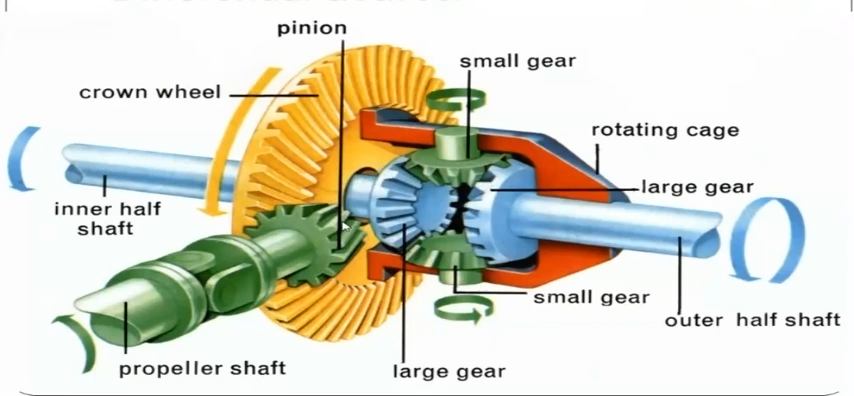 pinion
small gear
crown wheel
rotating cage
large gear
inner half
shaft
small gear
outer half shaft
propeller shaft
large gear